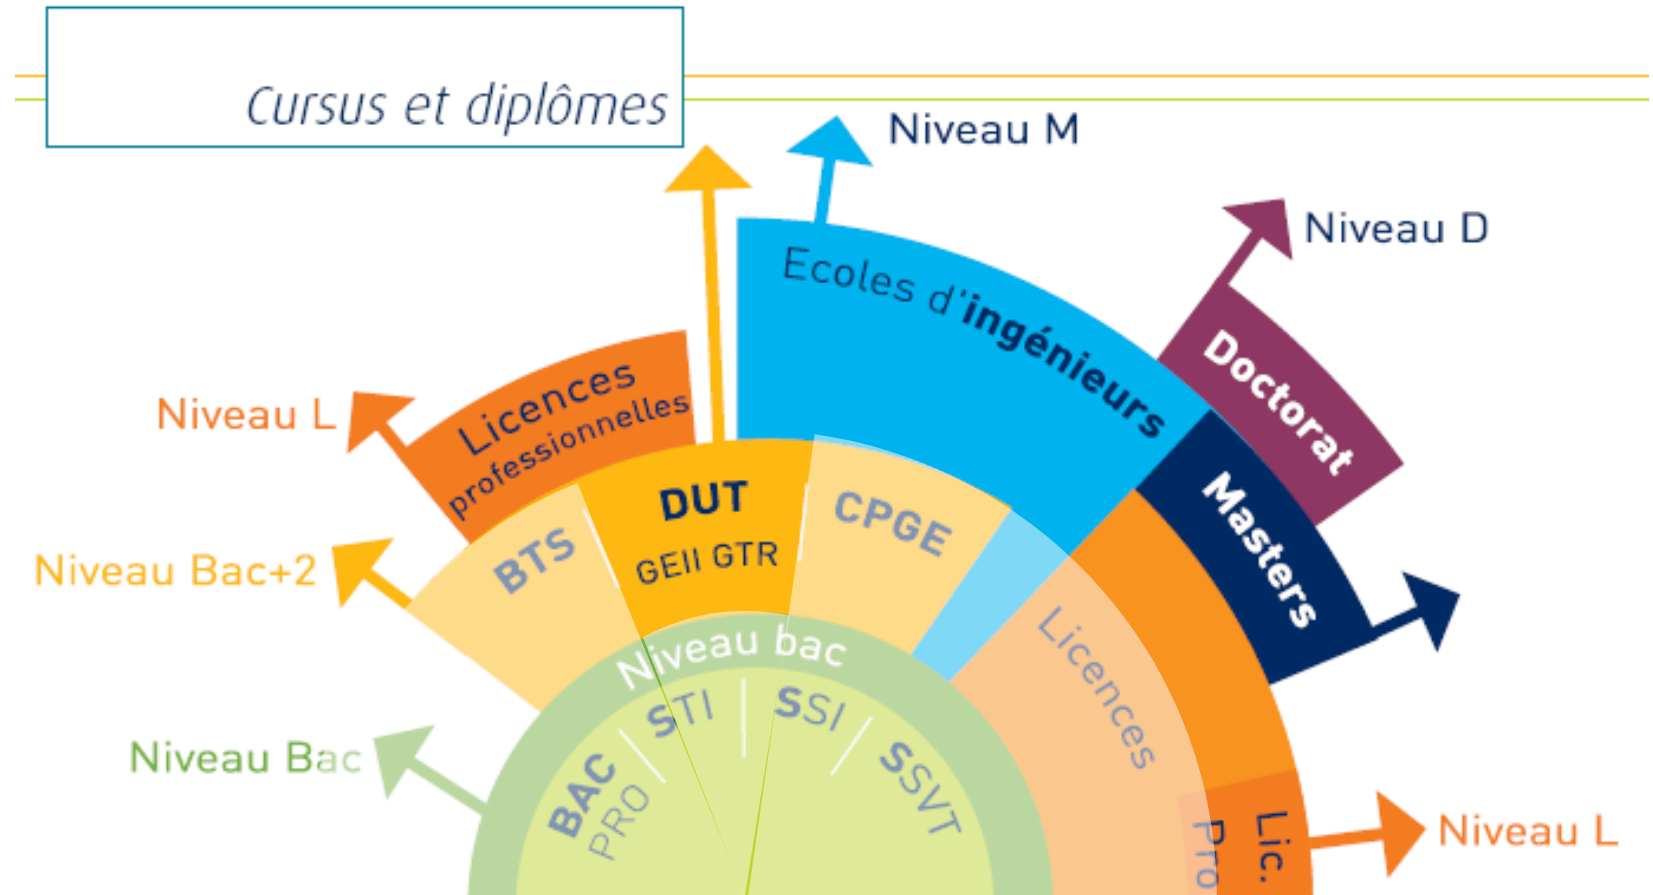 Cursus et diplômes
Niveau M
Niveau D
Ecoles d'ingénieurs
Doctorat
Licences
professionnelles
Niveau L
Masters
DUT
GEII GTR
CPGE
BTS
Niveau Bac+2
Licences
Niveau bac
STI
SSI
SSVT
BAC
PRO
Niveau Bac
Lic.
Pro
Niveau L